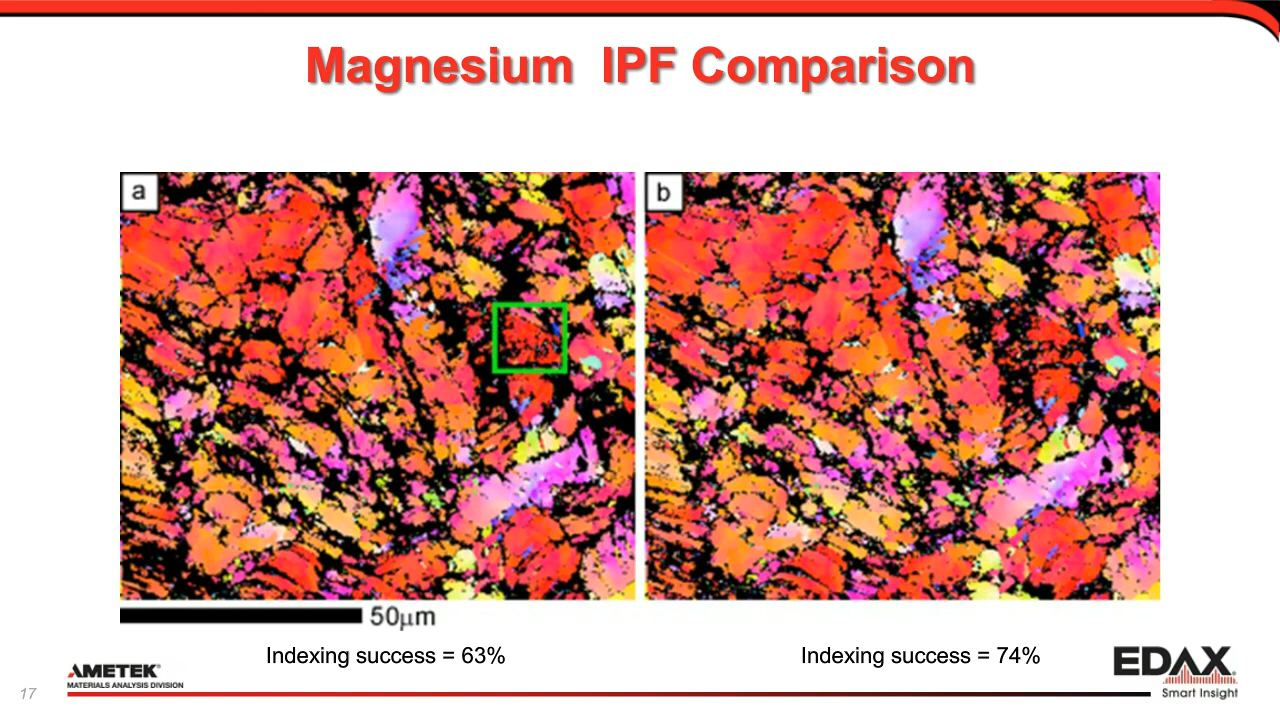 Magnesium IPF Comparison
a
b
50μm
Indexing success = 63%
Indexing success = 74%
AMETEK®
MATERIALS ANALYSIS DIVISION
EDAX®
Smart Insight
17